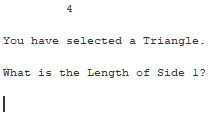 4
You have selected a Triangle.
What is the Length of Side 1?